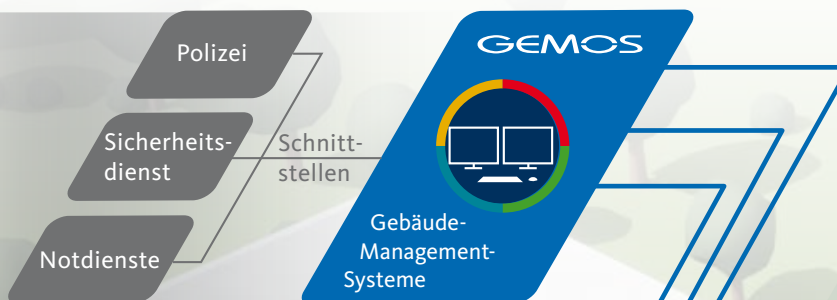 Polizei
Sicherheits-
dienst
Notdienste
Schnitt-
stellen
GEMOS
Gebäude-
Management-
Systeme